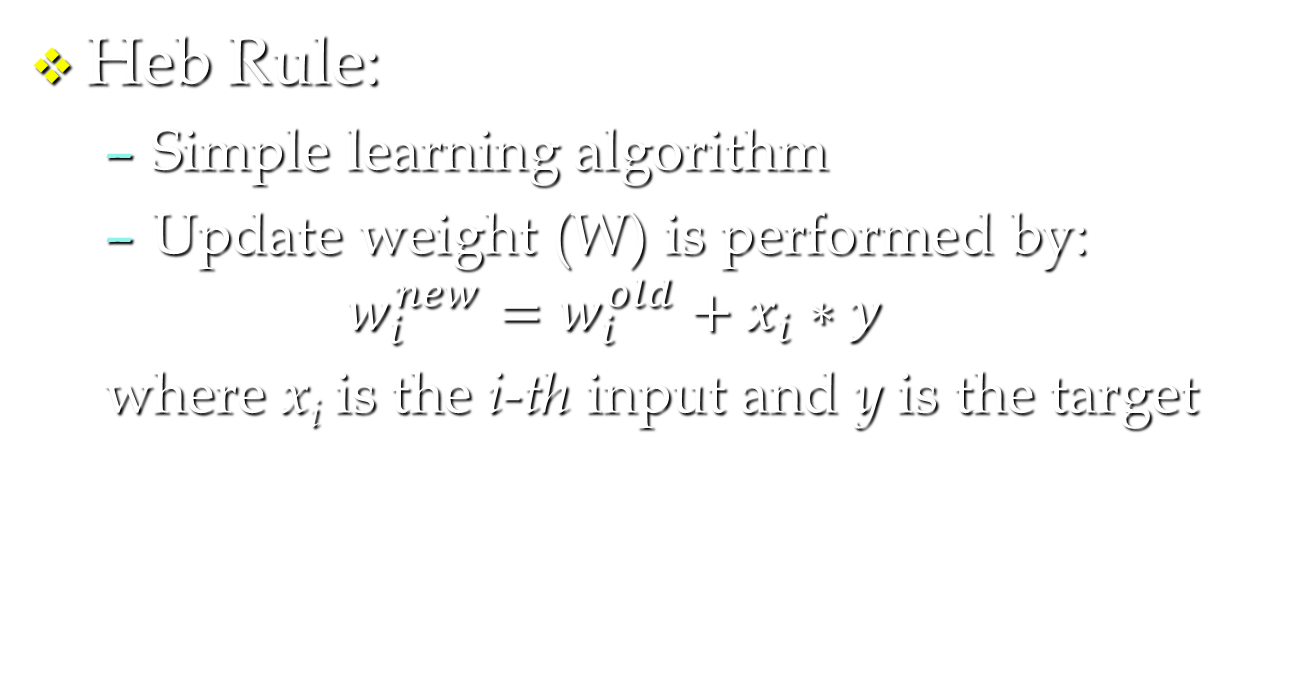 ❖ Heb Rule:
– Simple learning algorithm
– Update weight (W) is performed by:
$w_i^{new} = w_i^{old} + x_i * y$
where $x_i$ is the i-th input and y is the target